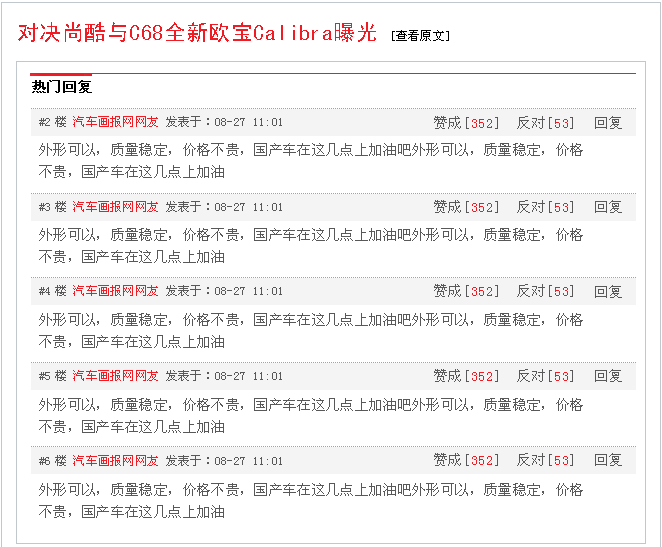 对决尚酷与C68全新欧宝Calibra曝光 [查看原文]
热门回复
#2 楼 汽车画报网网友 发表于：08-27 11:01 赞成[352] 反对[53] 回复
外形可以，质量稳定，价格不贵，国产车在这几点上加油吧外形可以，质量稳定，价格
不贵，国产车在这几点上加油
#3 楼 汽车画报网网友 发表于：08-27 11:01 赞成[352] 反对[53] 回复
外形可以，质量稳定，价格不贵，国产车在这几点上加油吧外形可以，质量稳定，价格
不贵，国产车在这几点上加油
#4 楼 汽车画报网网友 发表于：08-27 11:01 赞成[352] 反对[53] 回复
外形可以，质量稳定，价格不贵，国产车在这几点上加油吧外形可以，质量稳定，价格
不贵，国产车在这几点上加油
#5 楼 汽车画报网网友 发表于：08-27 11:01 赞成[352] 反对[53] 回复
外形可以，质量稳定，价格不贵，国产车在这几点上加油吧外形可以，质量稳定，价格
不贵，国产车在这几点上加油
#6 楼 汽车画报网网友 发表于：08-27 11:01 赞成[352] 反对[53] 回复
外形可以，质量稳定，价格不贵，国产车在这几点上加油吧外形可以，质量稳定，价格
不贵，国产车在这几点上加油